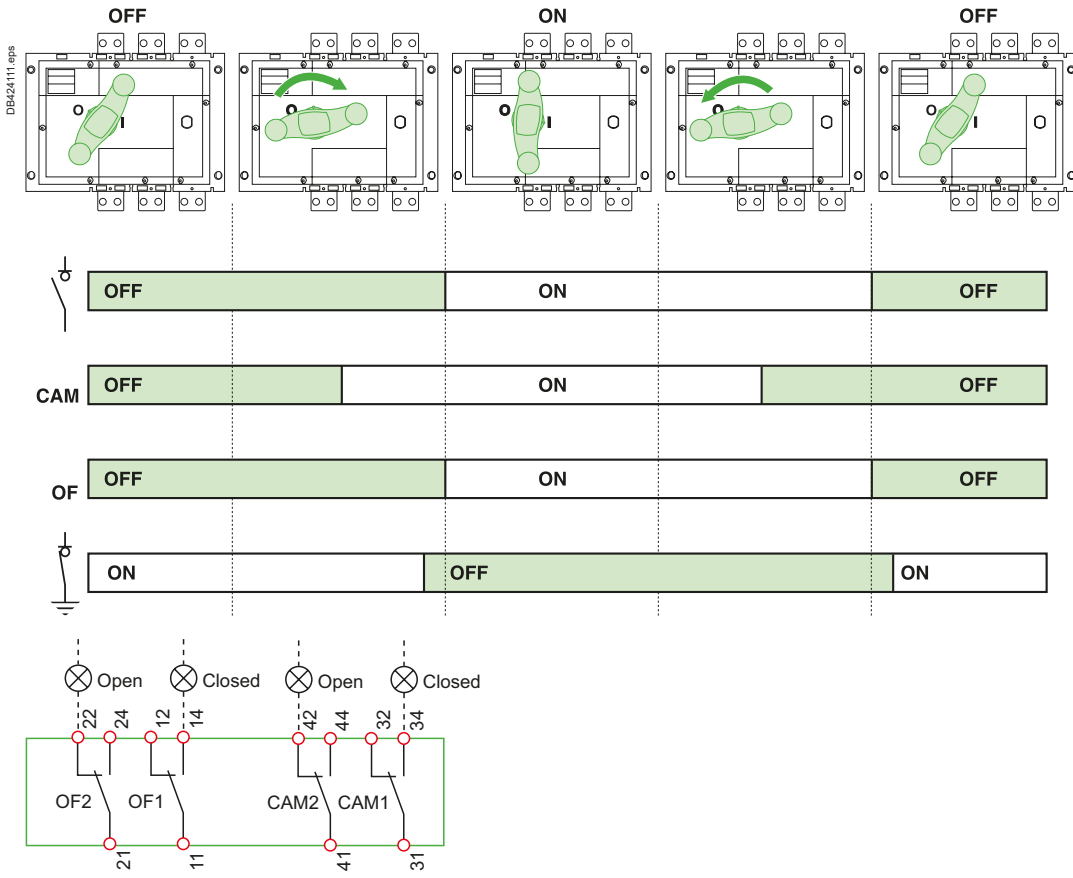 OFF ON OFF
DB424111.eps
O I O
O O
O I O
O O
O I O
OFF ON OFF
CAM OFF ON OFF
OF OFF ON OFF
ON OFF ON
Open Closed Open Closed
22 24 12 14 42 44 32 34
OF2 OF1 CAM2 CAM1
21 11 41 31